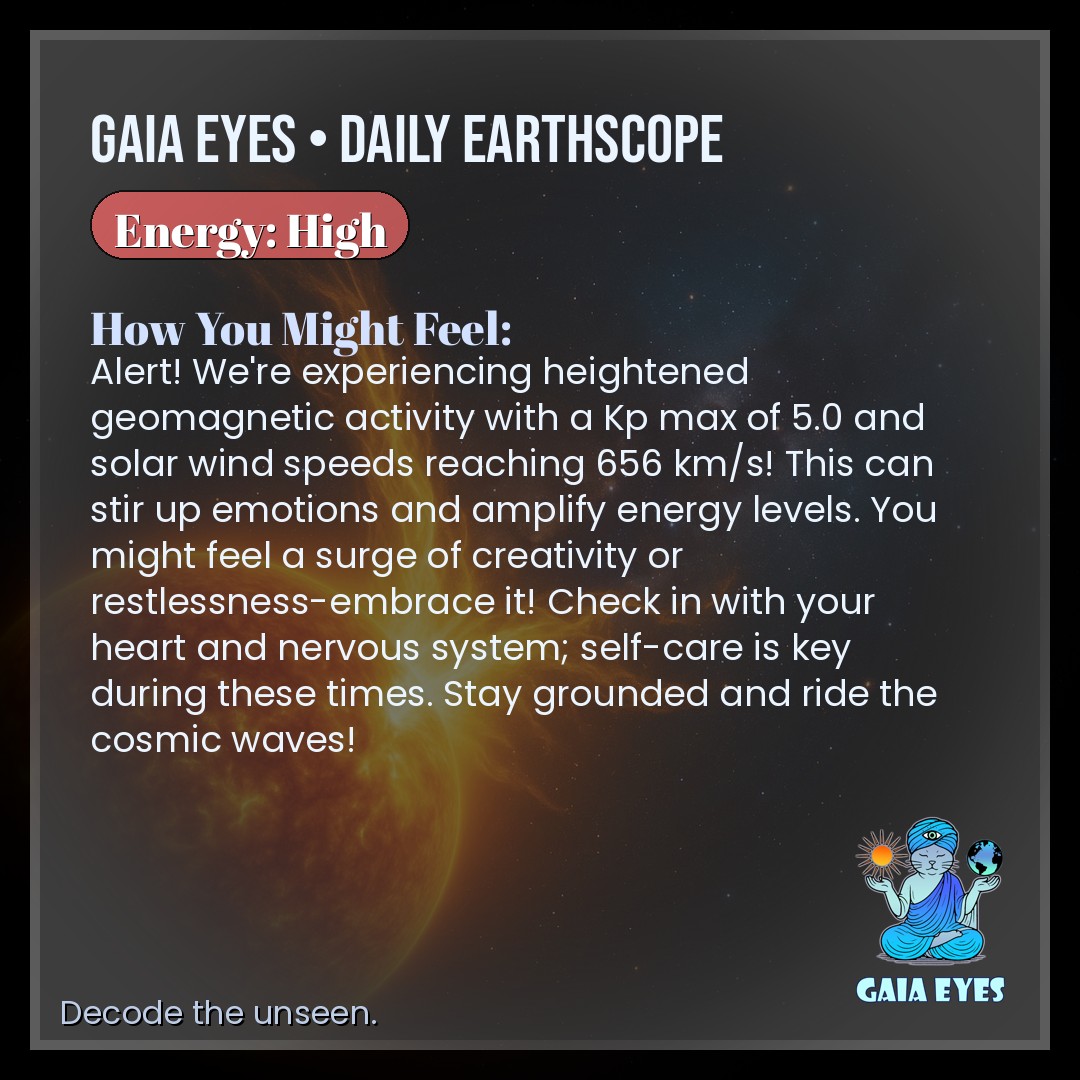 GAIA EYES • DAILY EARTHSCOPE
Energy: High
How You Might Feel:
Alert! We're experiencing heightened
geomagnetic activity with a Kp max of 5.0 and
solar wind speeds reaching 656 km/s! This can
stir up emotions and amplify energy levels. You
might feel a surge of creativity or
restlessness-embrace it! Check in with your
heart and nervous system; self-care is key
during these times. Stay grounded and ride the
cosmic waves!
GAIA EYES
Decode the unseen.